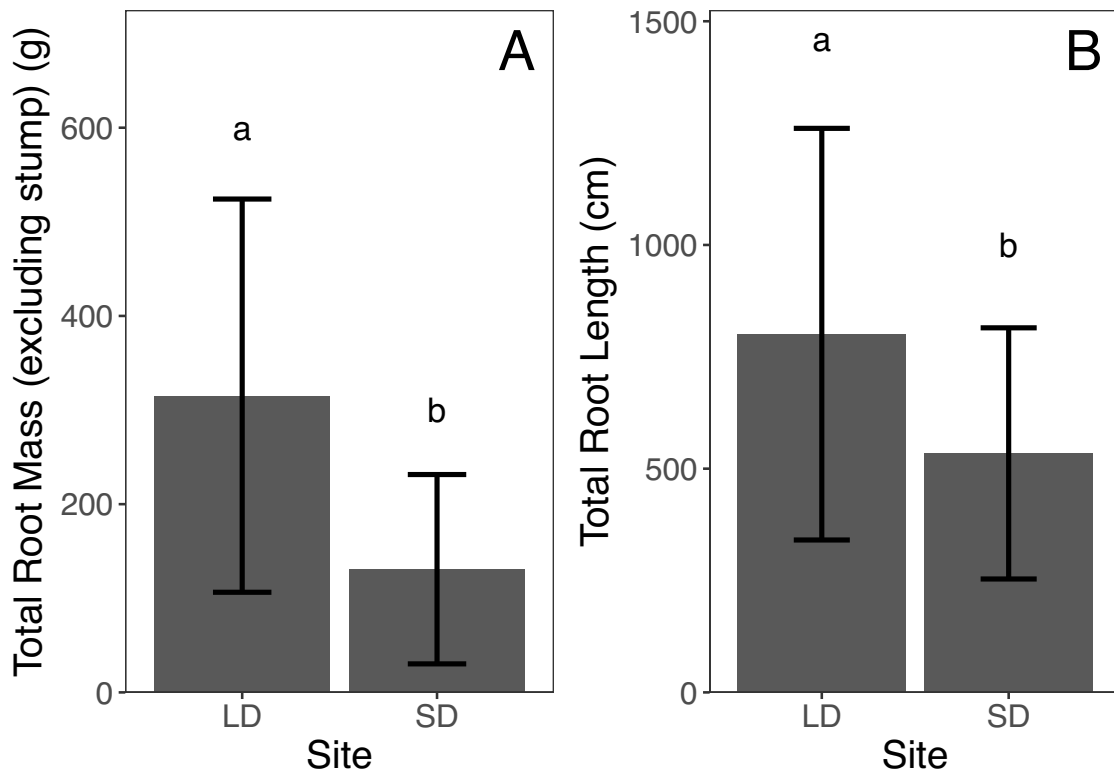 A
Total Root Mass (excluding stump) (g)
600
400
200
0
a
b
LD
SD
Site
B
Total Root Length (cm)
1500
1000
500
0
a
b
LD
SD
Site